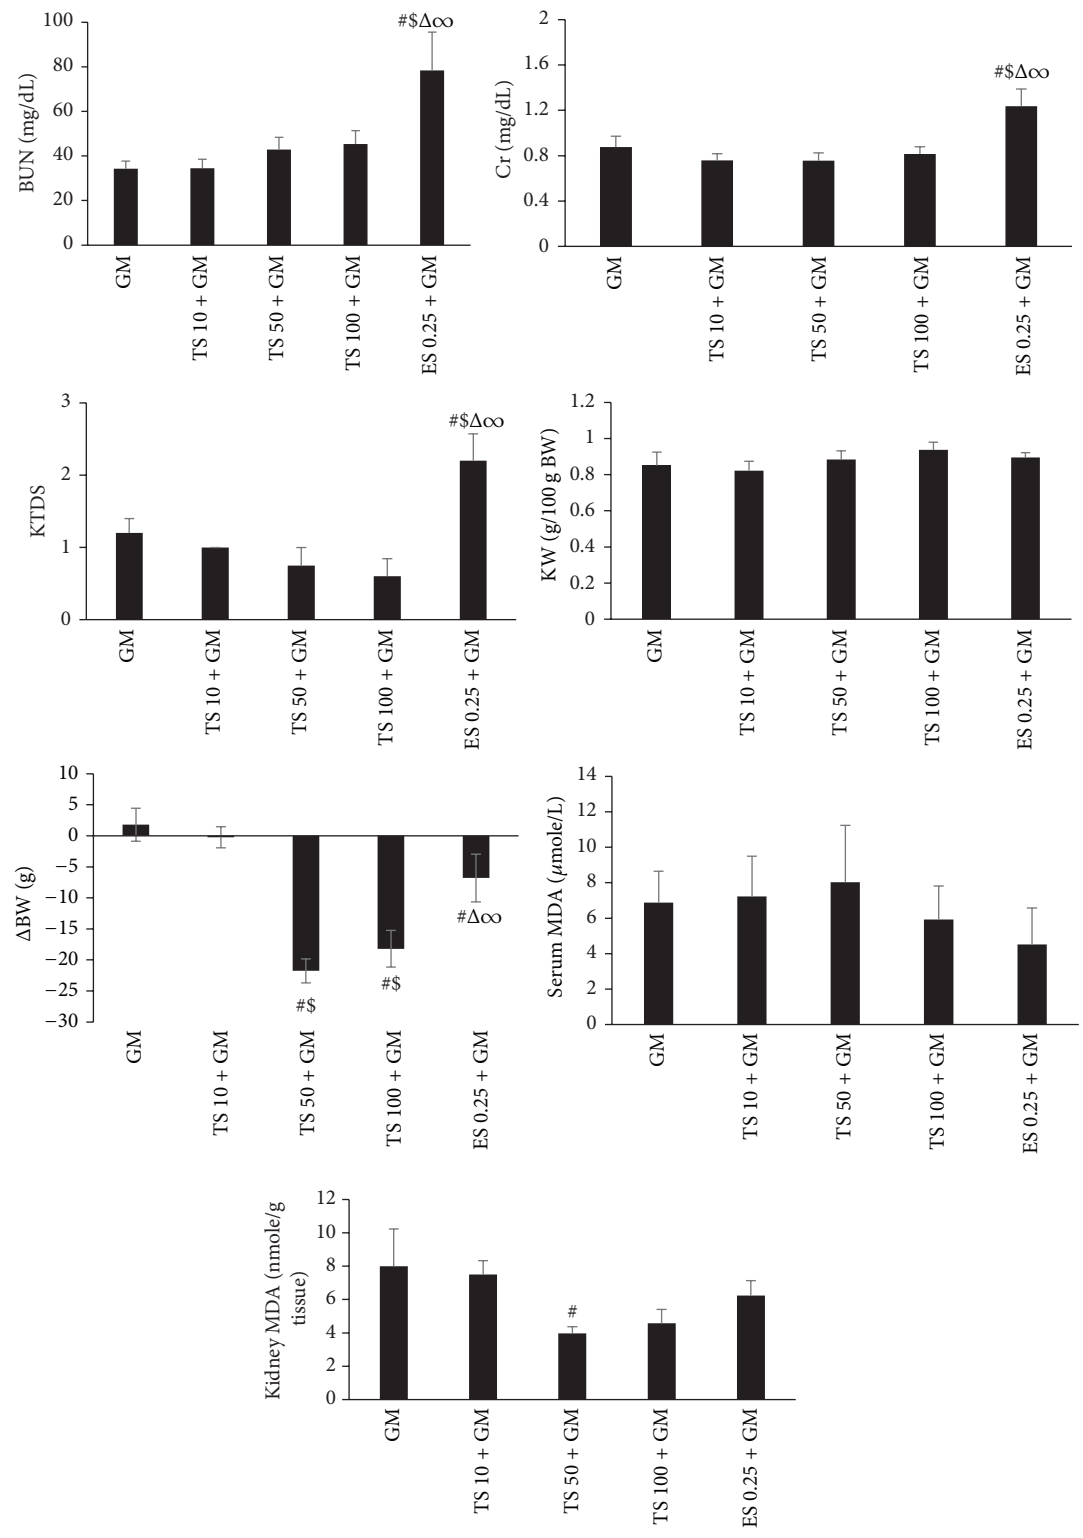 BUN (mg/dL)
100
80
60
40
20
0
#$Δ∞
GM
TS 10 + GM
TS 50 + GM
TS 100 + GM
ES 0.25 + GM
Cr (mg/dL)
2
1.6
1.2
0.8
0.4
0
#$Δ∞
GM
TS 10 + GM
TS 50 + GM
TS 100 + GM
ES 0.25 + GM
KTDS
3
2
1
0
#$Δ∞
GM
TS 10 + GM
TS 50 + GM
TS 100 + GM
ES 0.25 + GM
KW (g/100 g BW)
1.2
1
0.8
0.6
0.4
0.2
0
GM
TS 10 + GM
TS 50 + GM
TS 100 + GM
ES 0.25 + GM
ΔBW (g)
10
5
0
−5
−10
−15
−20
−25
−30
#$
#$
#Δ∞
GM
TS 10 + GM
TS 50 + GM
TS 100 + GM
ES 0.25 + GM
Serum MDA (μmole/L)
14
12
10
8
6
4
2
0
GM
TS 10 + GM
TS 50 + GM
TS 100 + GM
ES 0.25 + GM
Kidney MDA (nmole/g
tissue)
12
10
8
6
4
2
0
#
GM
TS 10 + GM
TS 50 + GM
TS 100 + GM
ES 0.25 + GM